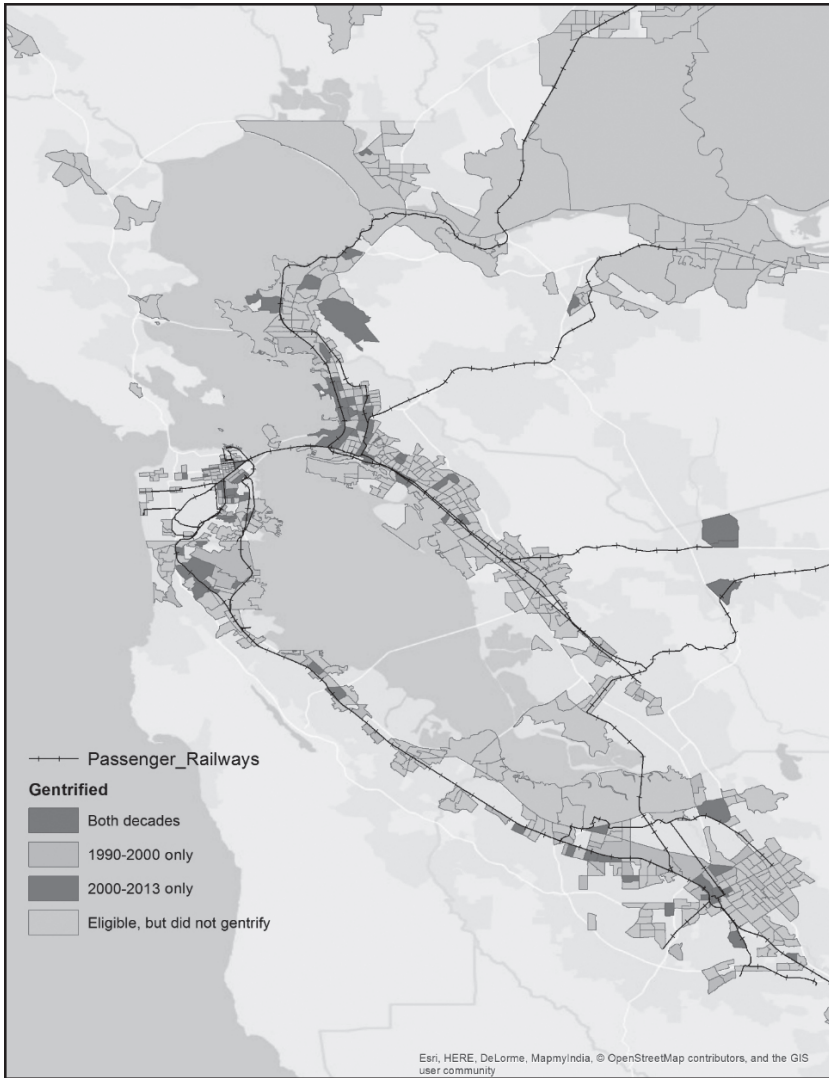 Passenger_Railways
Gentrified
Both decades
1990-2000 only
2000-2013 only
Eligible, but did not gentrify
Esri, HERE, DeLorme, MapmyIndia, © OpenStreetMap contributors, and the GIS
user community